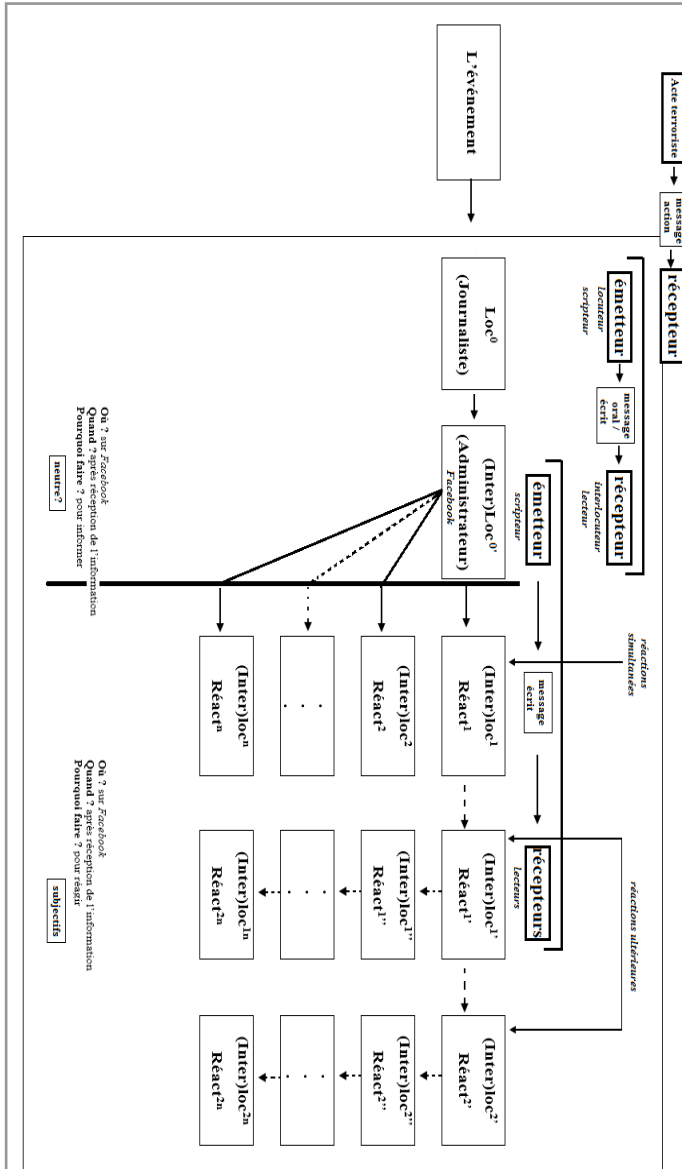 Acte terroriste
message
action
récepteur
émetteur
locuteur
scripteur
message
oral /
écrit
récepteur
interlocuteur
lecteur
émetteur
scripteur
message
écrit
récepteurs
lecteurs
réactions
simultanées
réactions ultérieures
L'événement
Loc⁰
(Journaliste)
(Inter)Loc⁰'
(Administrateur)
Facebook
(Inter)loc¹
Réact¹
(Inter)loc¹'
Réact¹'
(Inter)loc²'
Réact²'
(Inter)loc²
Réact²
(Inter)loc¹''
Réact¹''
(Inter)loc²''
Réact²''
. . .
. . .
. . .
(Inter)locⁿ
Réactⁿ
(Inter)loc¹ⁿ
Réact²ⁿ
(Inter)loc²ⁿ
Réact²ⁿ
Où ? sur Facebook
Quand ? après réception de l'information
Pourquoi faire ? pour informer
neutre?
Où ? sur Facebook
Quand ? après réception de l'information
Pourquoi faire ? pour réagir
subjectifs